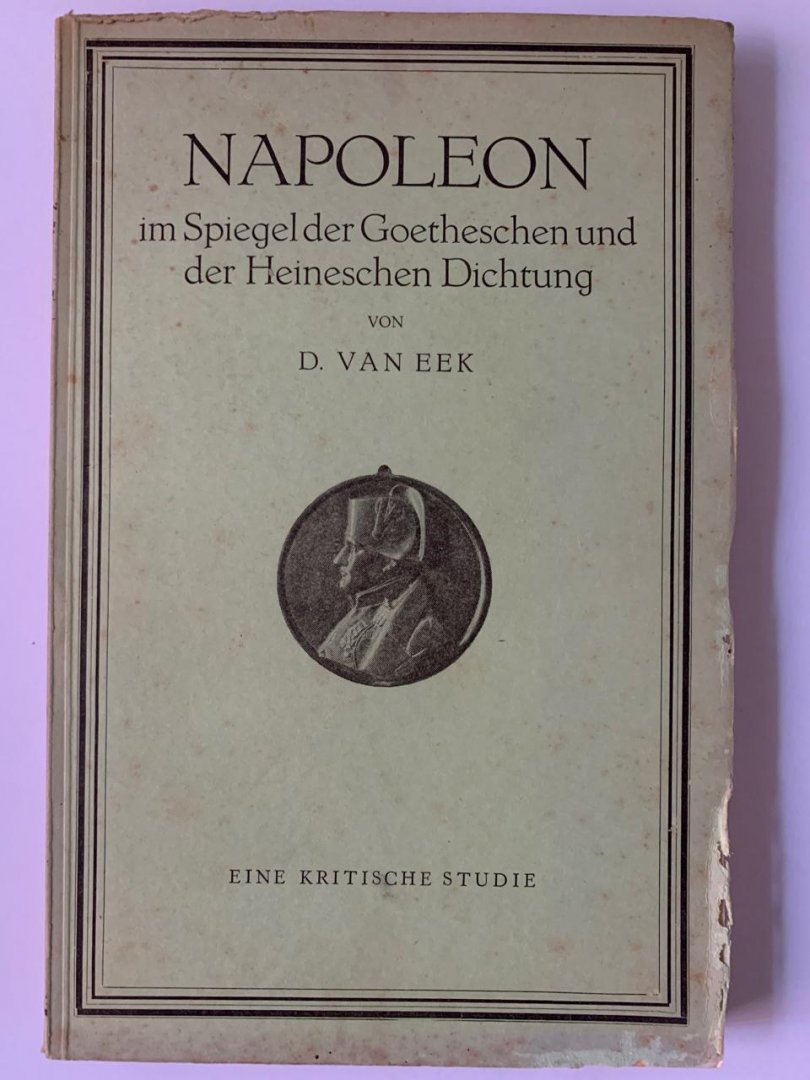 NAPOLEON
im Spiegel der Goetheschen und
der Heineschen Dichtung
VON
D. VAN EEK
EINE KRITISCHE STUDIE